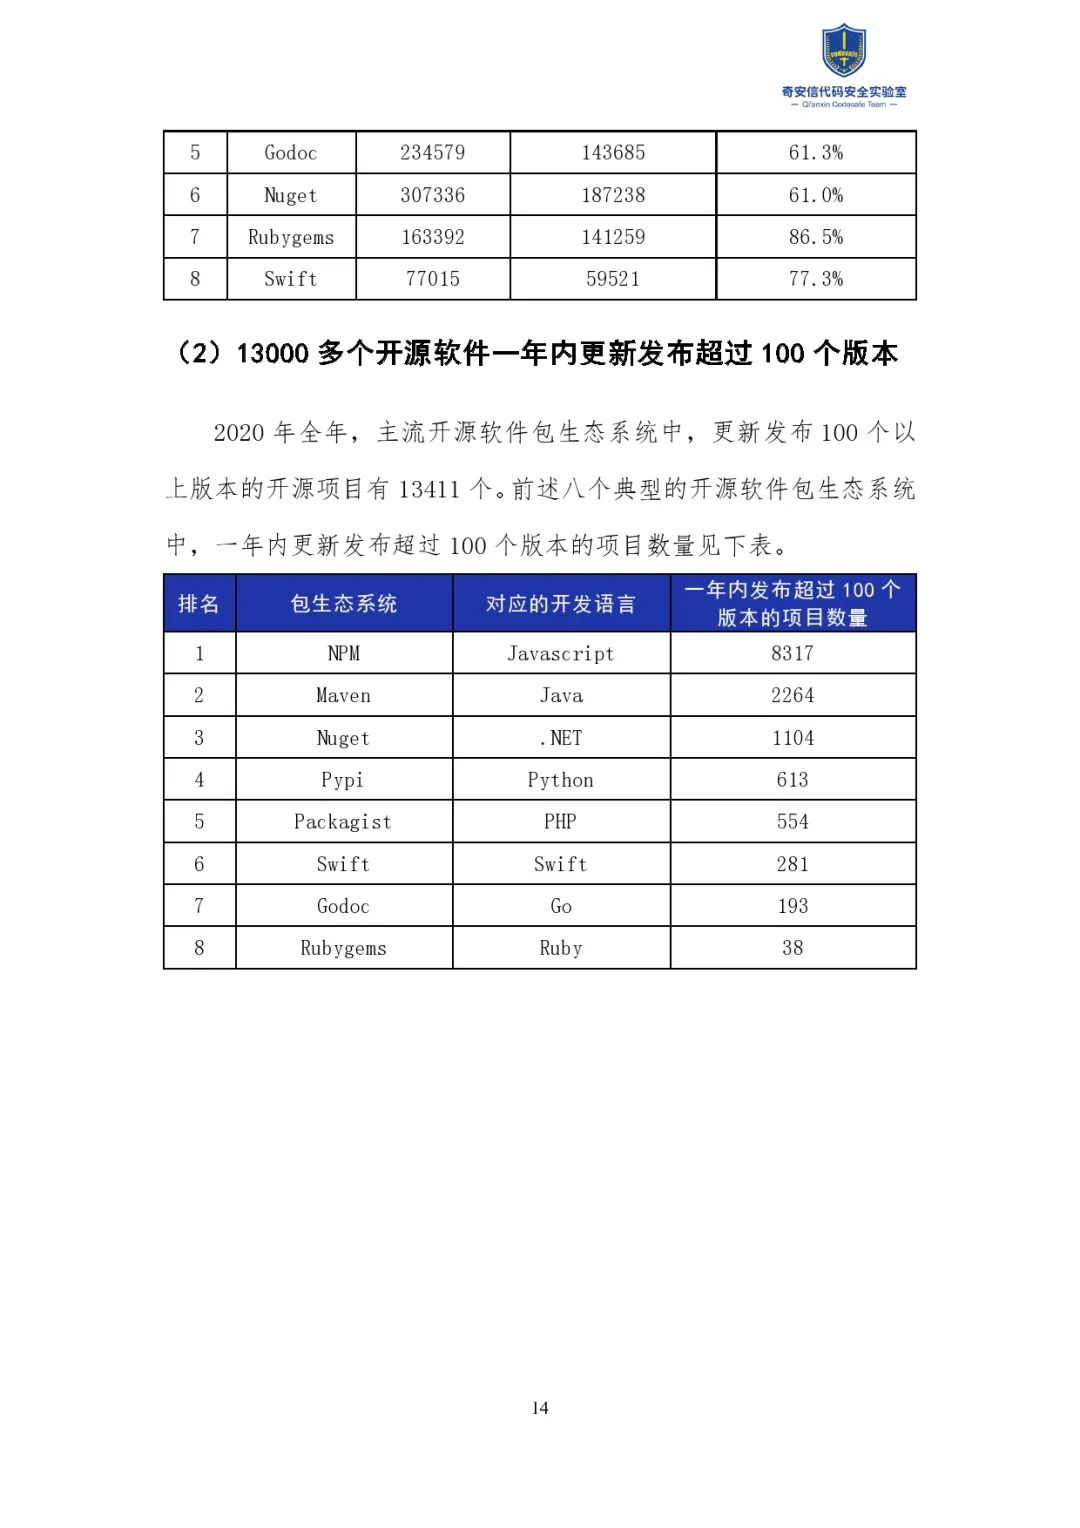 codesafe
奇安信代码安全实验室
— Qi'anxin Codesafe Team —
5 Godoc 234579 143685 61.3%
6 Nuget 307336 187238 61.0%
7 Rubygems 163392 141259 86.5%
8 Swift 77015 59521 77.3%
（2）13000 多个开源软件一年内更新发布超过 100 个版本
2020 年全年，主流开源软件包生态系统中，更新发布 100 个以
上版本的开源项目有 13411 个。前述八个典型的开源软件包生态系统
中，一年内更新发布超过 100 个版本的项目数量见下表。
排名 包生态系统 对应的开发语言 一年内发布超过 100 个
版本的项目数量
1 NPM Javascript 8317
2 Maven Java 2264
3 Nuget .NET 1104
4 Pypi Python 613
5 Packagist PHP 554
6 Swift Swift 281
7 Godoc Go 193
8 Rubygems Ruby 38
14